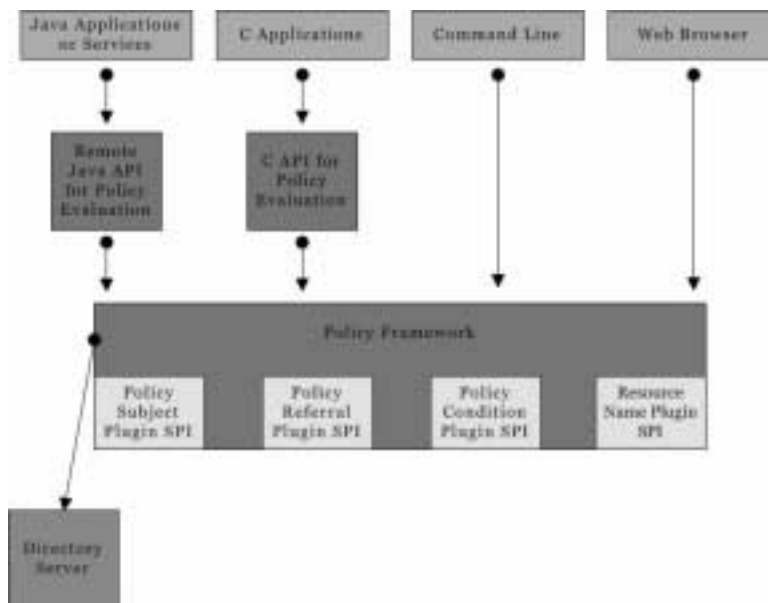 Java Applications
or Services
C Applications
Command Line
Web Browser
Remote
Java API
for Policy
Evaluation
C API for
Policy
Evaluation
Policy Framework
Policy
Subject
Plugin SPI
Policy
Referral
Plugin SPI
Policy
Condition
Plugin SPI
Resource
Name Plugin
SPI
Directory
Server